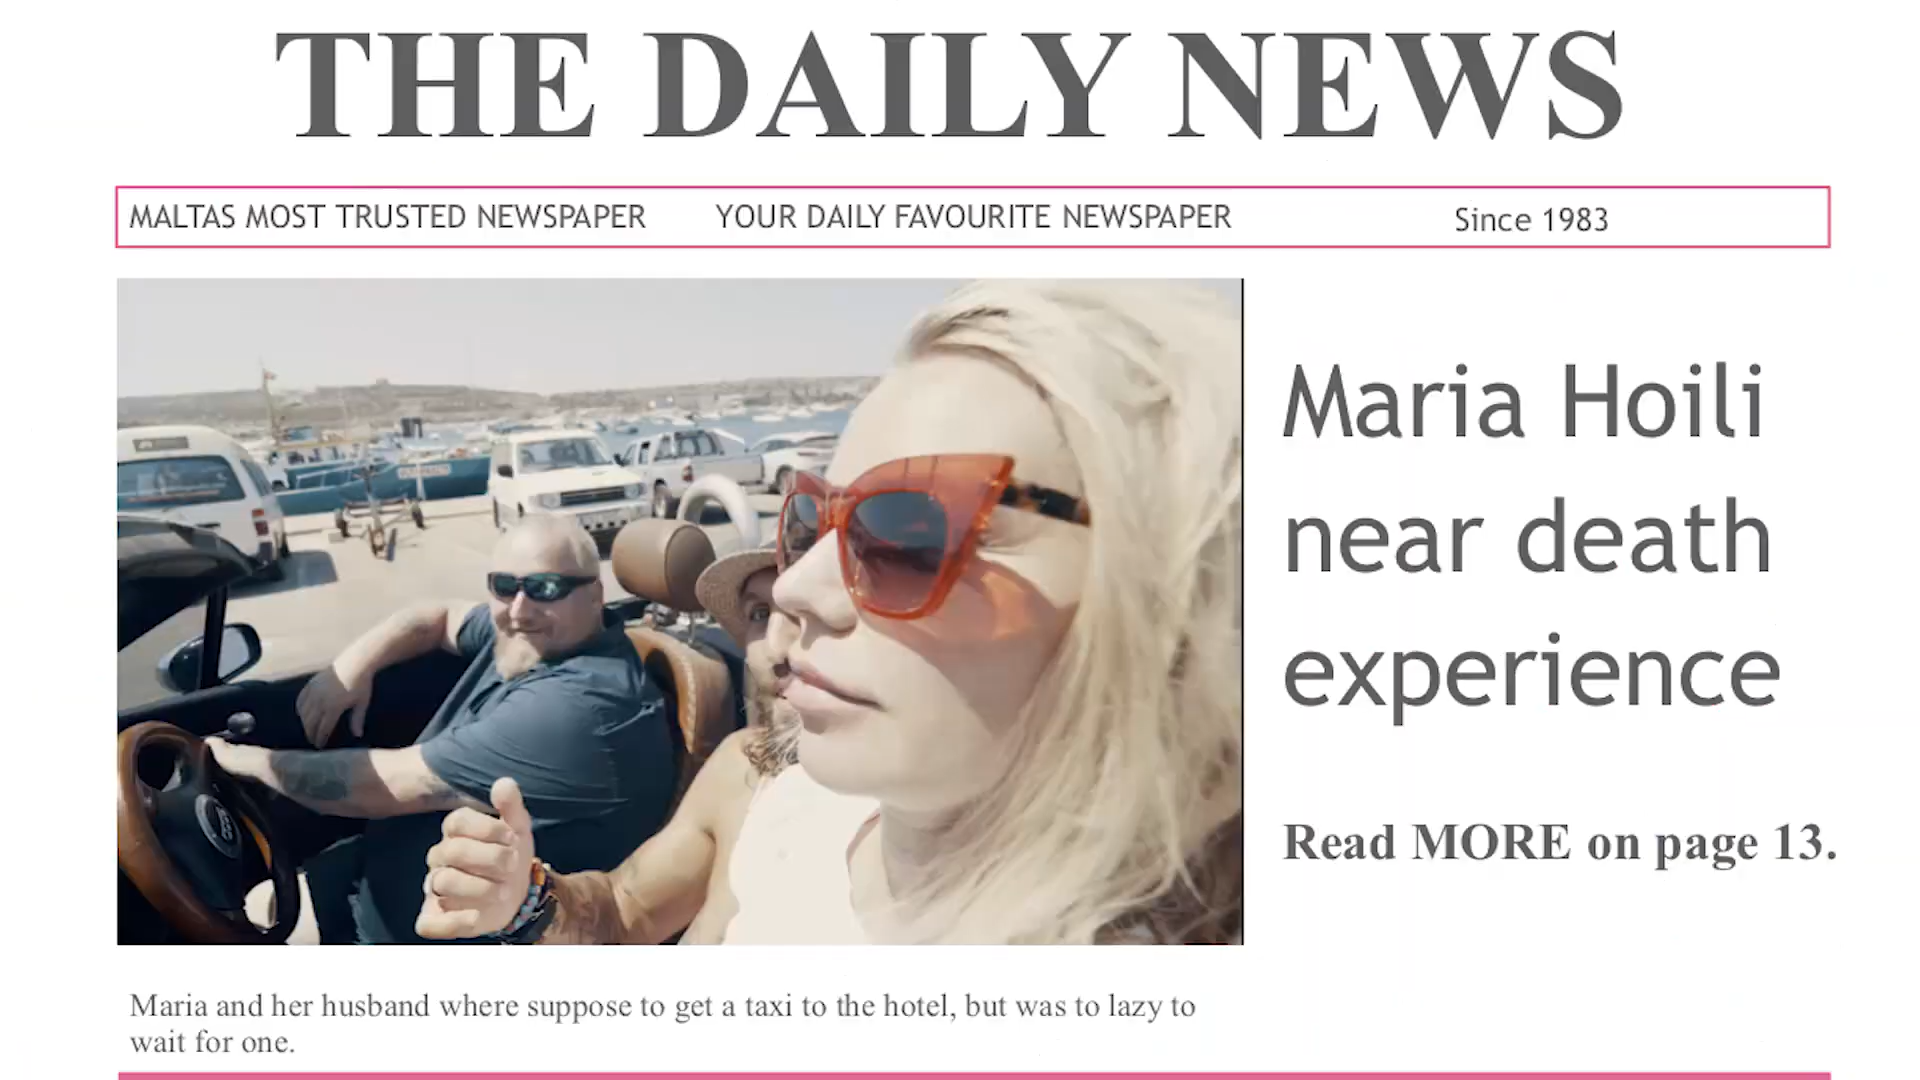 THE DAILY NEWS
MALTAS MOST TRUSTED NEWSPAPER YOUR DAILY FAVOURITE NEWSPAPER Since 1983
Maria Hoili
near death
experience
Read MORE on page 13.
Maria and her husband where suppose to get a taxi to the hotel, but was to lazy to
wait for one.